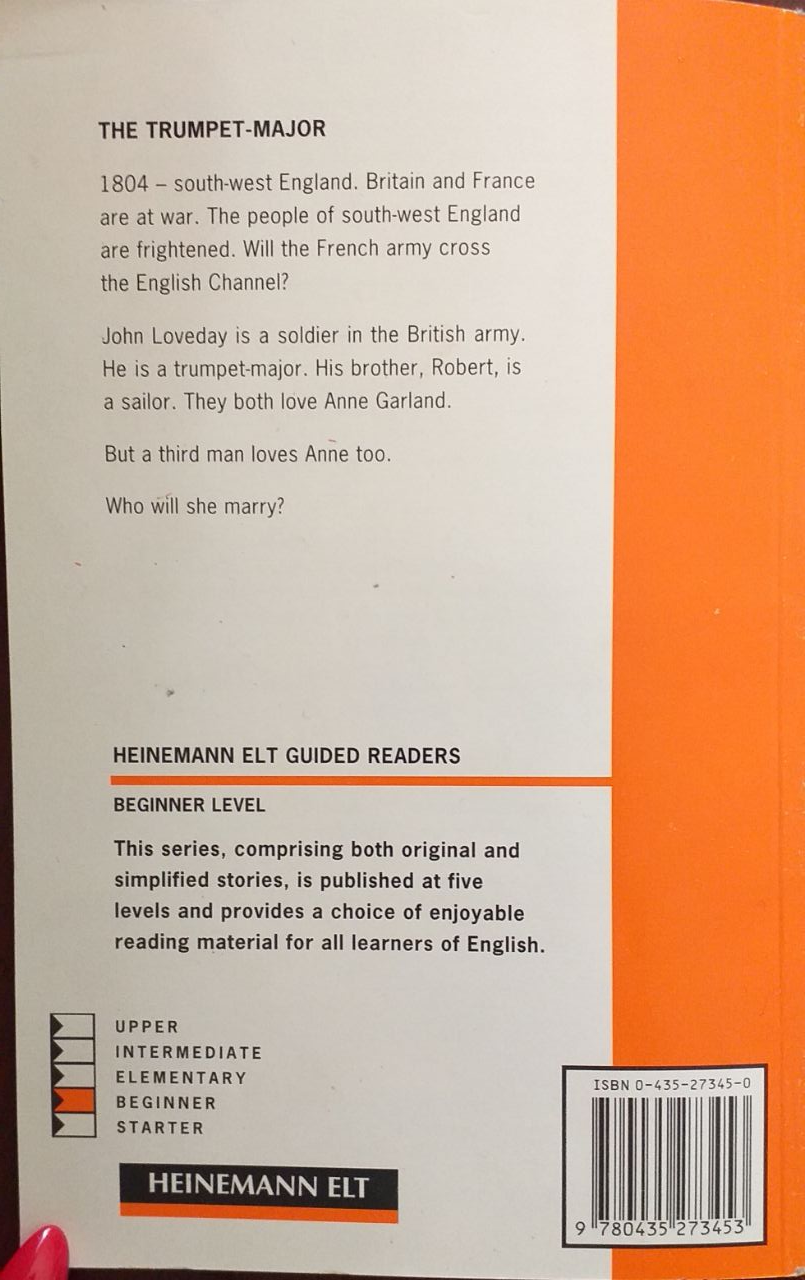 THE TRUMPET-MAJOR
1804 – south-west England. Britain and France
are at war. The people of south-west England
are frightened. Will the French army cross
the English Channel?
John Loveday is a soldier in the British army.
He is a trumpet-major. His brother, Robert, is
a sailor. They both love Anne Garland.
But a third man loves Anne too.
Who will she marry?
HEINEMANN ELT GUIDED READERS
BEGINNER LEVEL
This series, comprising both original and
simplified stories, is published at five
levels and provides a choice of enjoyable
reading material for all learners of English.
UPPER
INTERMEDIATE
ELEMENTARY
BEGINNER
STARTER
HEINEMANN ELT
ISBN 0-435-27345-0
9 780435 273453